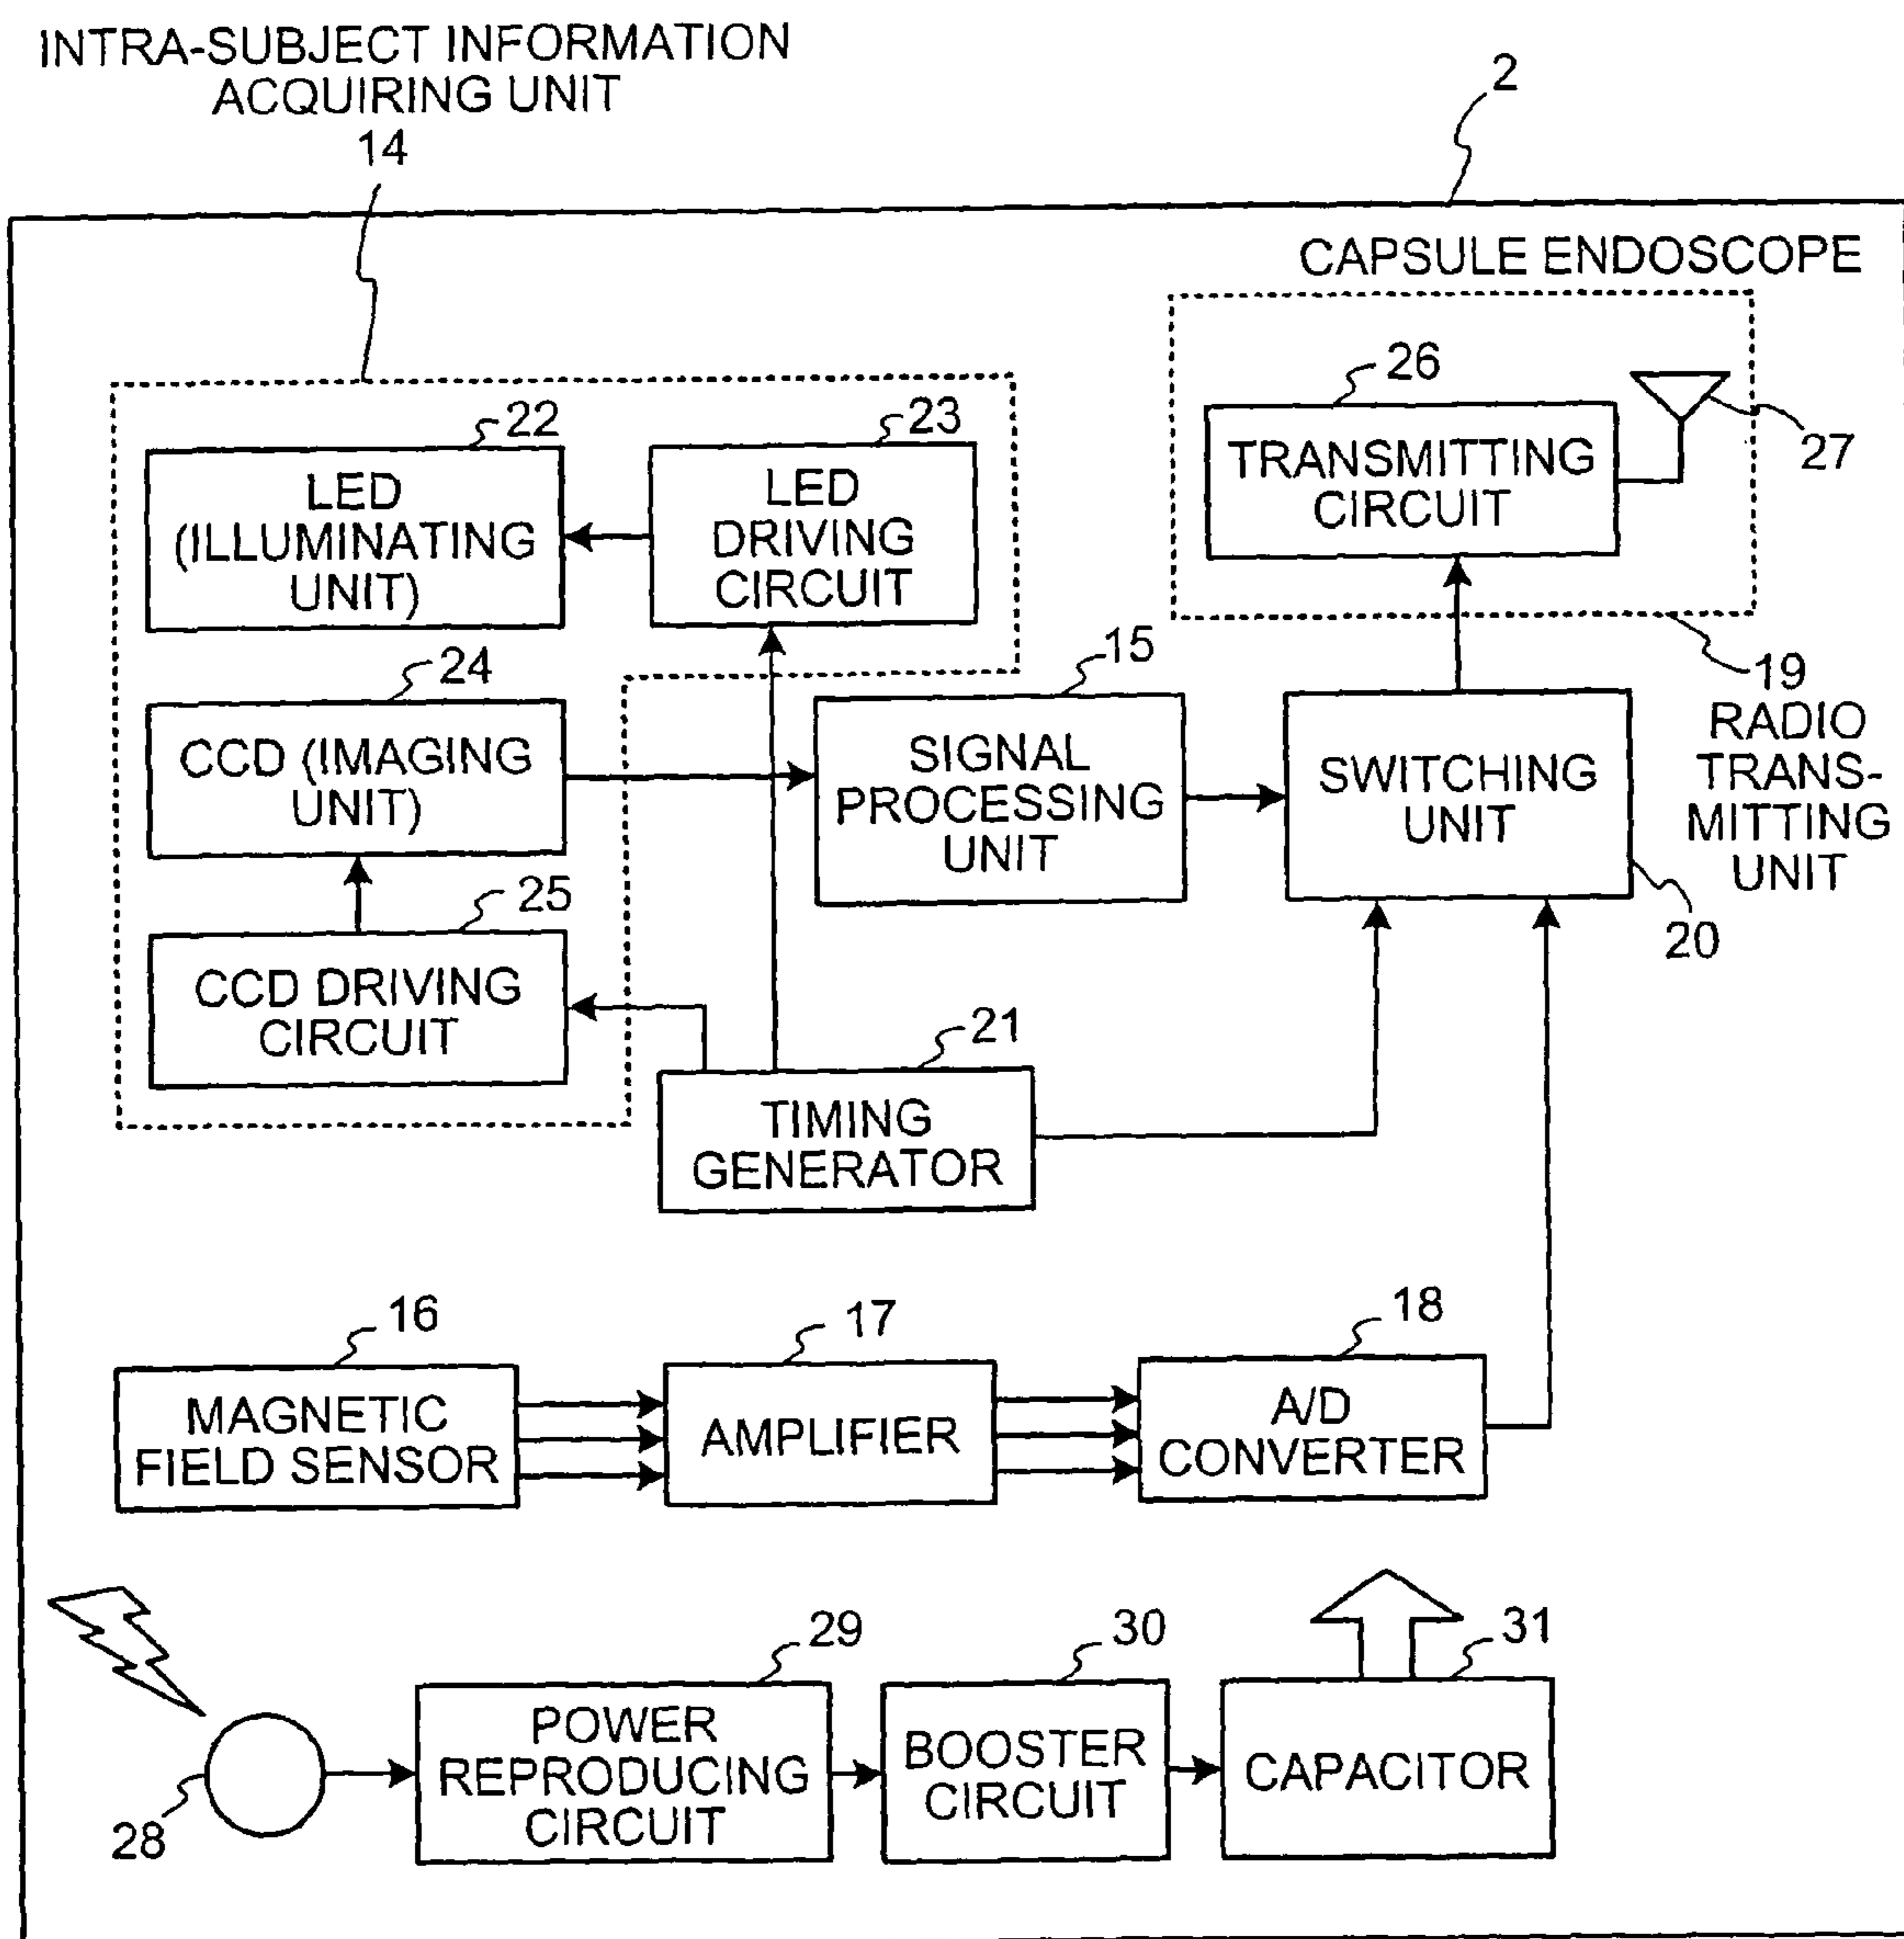 INTRA-SUBJECT INFORMATION
ACQUIRING UNIT
14
2
CAPSULE ENDOSCOPE
22
LED
(ILLUMINATING
UNIT)
23
LED
DRIVING
CIRCUIT
26
TRANSMITTING
CIRCUIT
27
19
RADIO
TRANS-
MITTING
UNIT
24
CCD (IMAGING
UNIT)
15
SIGNAL
PROCESSING
UNIT
SWITCHING
UNIT
20
25
CCD DRIVING
CIRCUIT
21
TIMING
GENERATOR
16
MAGNETIC
FIELD SENSOR
17
AMPLIFIER
18
A/D
CONVERTER
28
29
POWER
REPRODUCING
CIRCUIT
30
BOOSTER
CIRCUIT
31
CAPACITOR